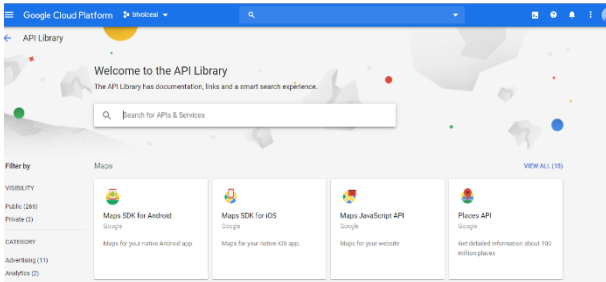 Google Cloud Platform
API Library
Welcome to the API Library
The API Library has documentation, links and a smart search experience.
Search for APIs & Services
Filter by
Maps
VIEW ALL (15)
VISIBILITY
Public (266)
Private (3)
CATEGORY
Advertising (11)
Analytics (2)
Maps SDK for Android
Google
Maps for your native Android app.
Maps SDK for iOS
Google
Maps for your native iOS app.
Maps JavaScript API
Google
Maps for your website
Places API
Google
Get detailed information about 100
million places